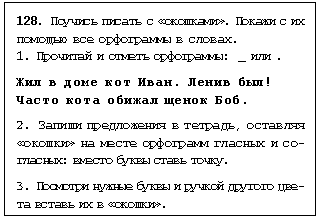 128. Поучись писать с «окошками». Покажи с их
помощью все орфограммы в словах.
1. Прочитай и отметь орфограммы: _ или .
Жил в доме кот Иван. Ленив был!
Часто кота обижал щенок Боб.
2. Запиши предложения в тетрадь, оставляя
«окошки» на месте орфограмм гласных и со-
гласных: вместо буквы ставь точку.
3. Посмотри нужные буквы и ручкой другого цве-
та вставь их в «окошки».